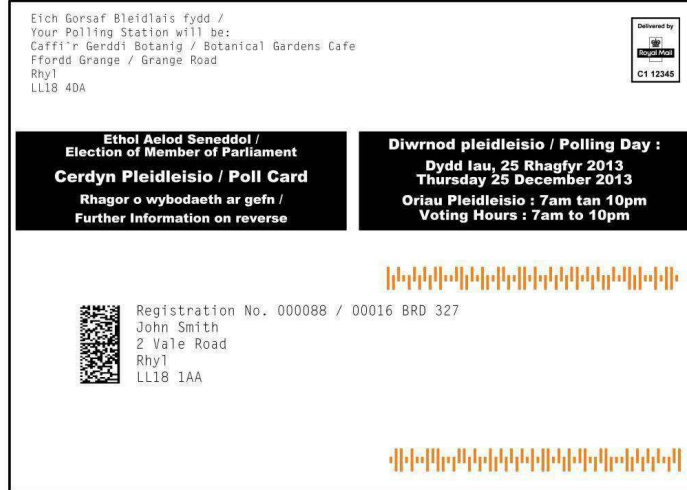 Eich Gorsaf Bleidlais fydd /
Your Polling Station will be:
Caffi`r Gerddi Botanig / Botanical Gardens Cafe
Ffordd Grange / Grange Road
Rhyl
LL18 4DA
Delivered by
Royal Mail
C1 12345
Ethol Aelod Seneddol /
Election of Member of Parliament
Cerdyn Pleidleisio / Poll Card
Rhagor o wybodaeth ar gefn /
Further Information on reverse
Diwrnod pleidleisio / Polling Day :
Dydd Iau, 25 Rhagfyr 2013
Thursday 25 December 2013
Oriau Pleidleisio : 7am tan 10pm
Voting Hours : 7am to 10pm
Registration No. 000088 / 00016 BRD 327
John Smith
2 Vale Road
Rhyl
LL18 1AA